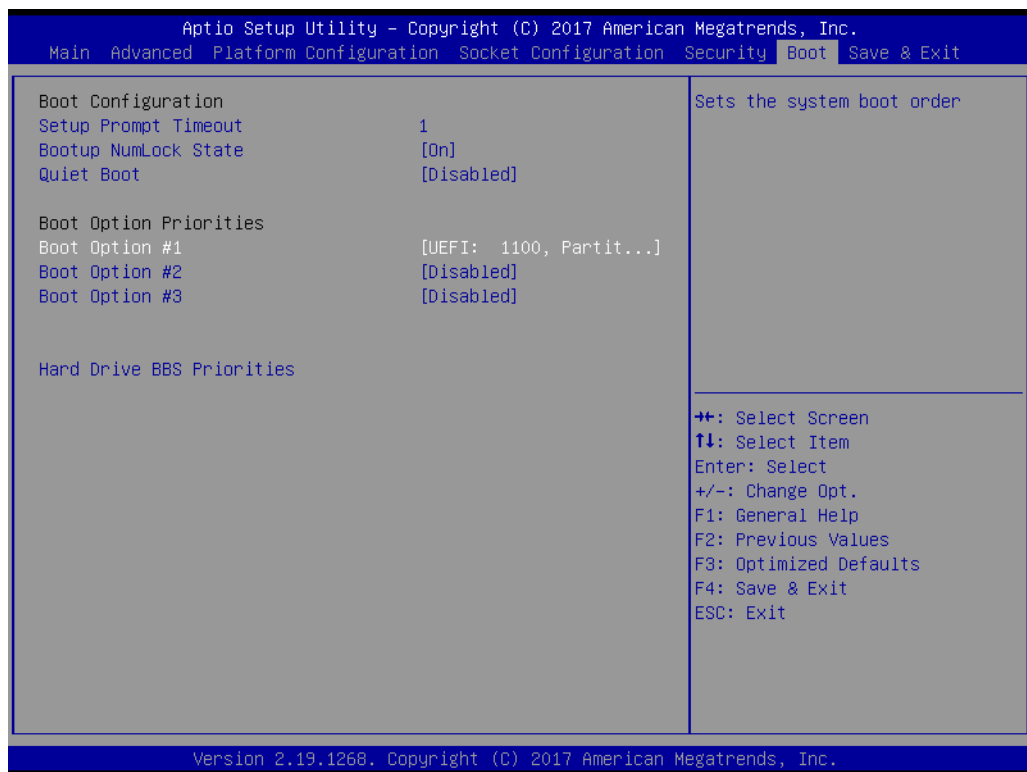 Aptio Setup Utility – Copyright (C) 2017 American Megatrends, Inc.
Main Advanced Platform Configuration Socket Configuration Security Boot Save & Exit
Boot Configuration
Setup Prompt Timeout 1
Bootup NumLock State [On]
Quiet Boot [Disabled]
Boot Option Priorities
Boot Option #1 [UEFI: 1100, Partit...]
Boot Option #2 [Disabled]
Boot Option #3 [Disabled]
Hard Drive BBS Priorities
Sets the system boot order
→←: Select Screen
↑↓: Select Item
Enter: Select
+/-: Change Opt.
F1: General Help
F2: Previous Values
F3: Optimized Defaults
F4: Save & Exit
ESC: Exit
Version 2.19.1268. Copyright (C) 2017 American Megatrends, Inc.